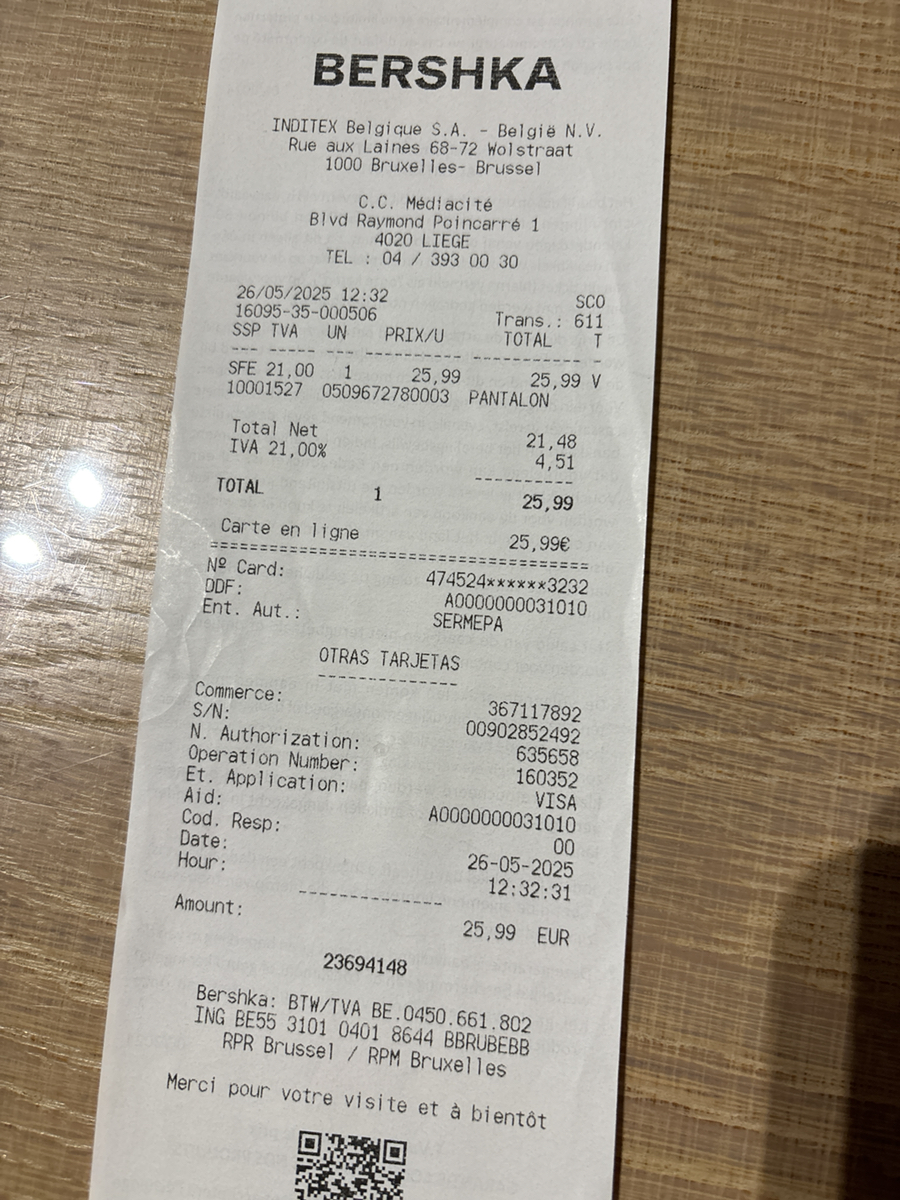 BERSHKA
INDITEX Belgique S.A. - België N.V.
Rue aux Laines 68-72 Wolstraat
1000 Bruxelles- Brussel
C.C. Médiacité
Blvd Raymond Poincarré 1
4020 LIEGE
TEL : 04 / 393 00 30
26/05/2025 12:32 SCO
16095-35-000506 Trans.: 611
SSP TVA UN PRIX/U TOTAL T
--- ----- -- --------- ---------- -
SFE 21,00 1 25,99 25,99 V
10001527 0509672780003 PANTALON
Total Net 21,48
IVA 21,00% 4,51
----------
TOTAL 1 25,99
Carte en ligne 25,99€
========================================
Nº Card: 474524******3232
DDF: A0000000031010
Ent. Aut.: SERMEPA
OTRAS TARJETAS
--------------
Commerce: 367117892
S/N: 00902852492
N. Authorization: 635658
Operation Number: 160352
Et. Application: VISA
Aid: A0000000031010
Cod. Resp: 00
Date: 26-05-2025
Hour: 12:32:31
--------------
Amount: 25,99 EUR
23694148
Bershka: BTW/TVA BE.0450.661.802
ING BE55 3101 0401 8644 BBRUBEBB
RPR Brussel / RPM Bruxelles
Merci pour votre visite et à bientôt